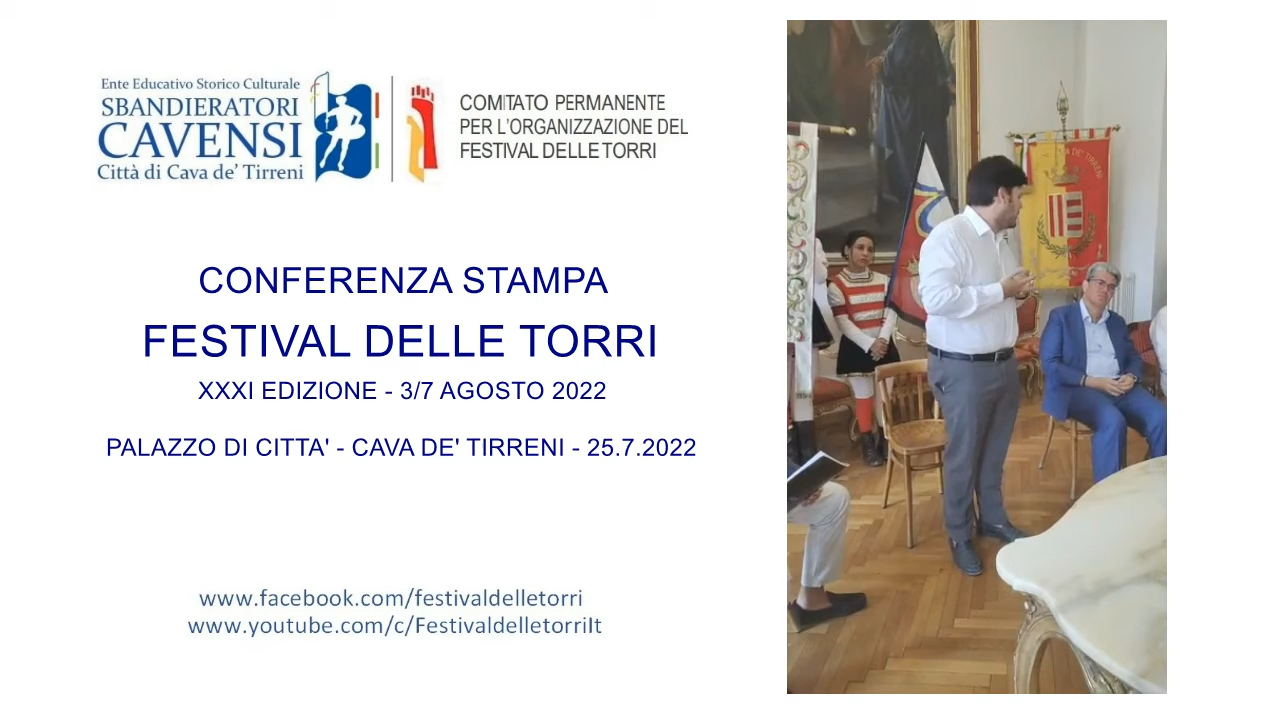 Ente Educativo Storico Culturale
SBANDIERATORI
CAVENSI
Città di Cava de' Tirreni
COMITATO PERMANENTE
PER L'ORGANIZZAZIONE DEL
FESTIVAL DELLE TORRI
CONFERENZA STAMPA
FESTIVAL DELLE TORRI
XXXI EDIZIONE - 3/7 AGOSTO 2022
PALAZZO DI CITTA' - CAVA DE' TIRRENI - 25.7.2022
www.facebook.com/festivaldelletorri
www.youtube.com/c/FestivaldelletorriIt
DE' TIRRENI